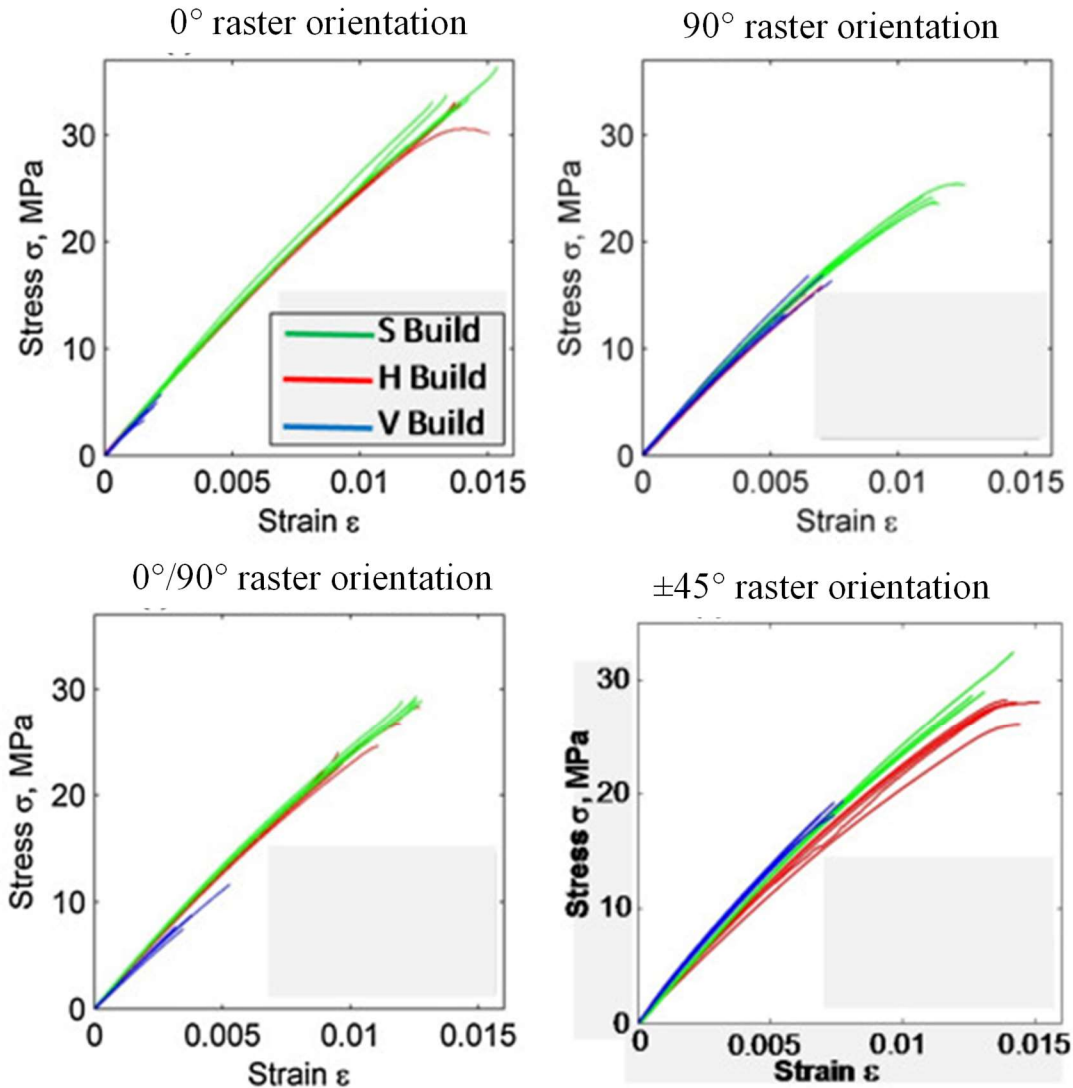 0° raster orientation
90° raster orientation
Stress σ, MPa
30
20
10
0
S Build
H Build
V Build
0
0.005
0.01
0.015
Strain ε
Stress σ, MPa
30
20
10
0
0
0.005
0.01
0.015
Strain ε
0°/90° raster orientation
±45° raster orientation
Stress σ, MPa
30
20
10
0
0
0.005
0.01
0.015
Strain ε
Stress σ, MPa
30
20
10
0
0
0.005
0.01
0.015
Strain ε